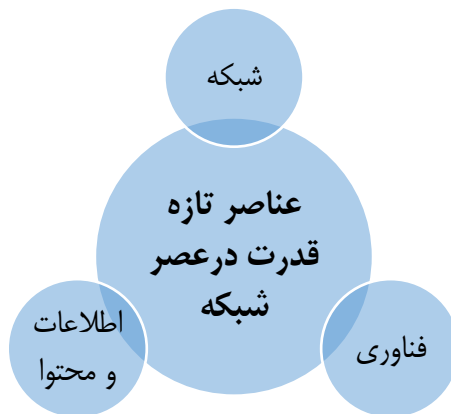 شبکه
عناصر تازه
قدرت درعصر
شبکه
فناوری
اطلاعات
و محتوا